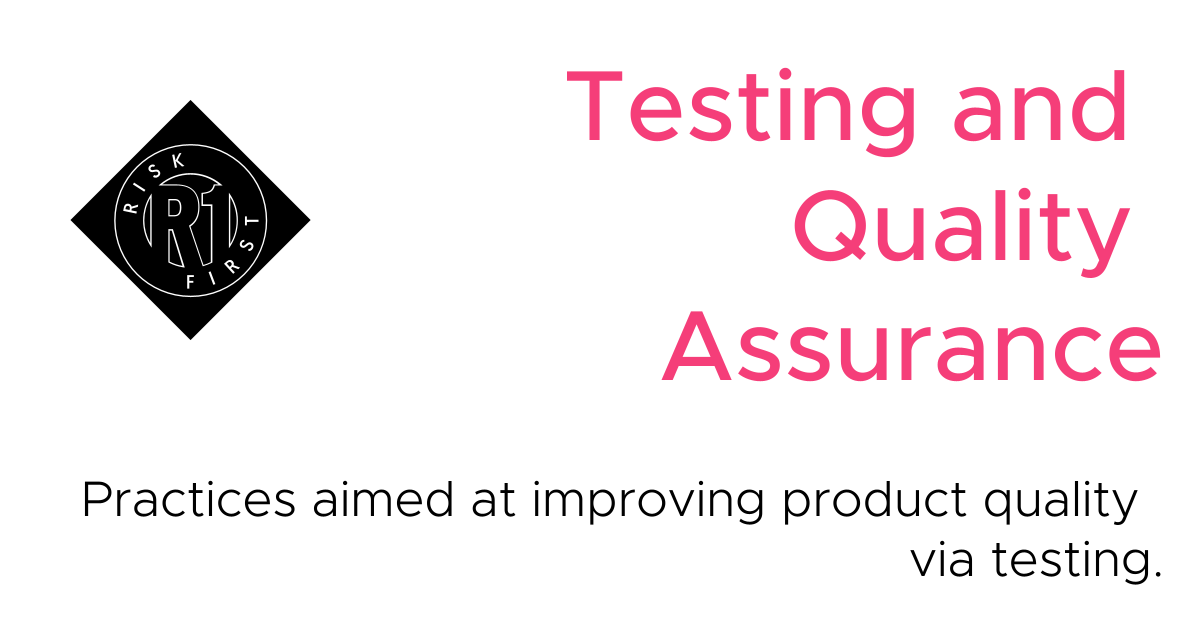 RISK
R1
FIRST
Testing and
Quality
Assurance
Practices aimed at improving product quality
via testing.